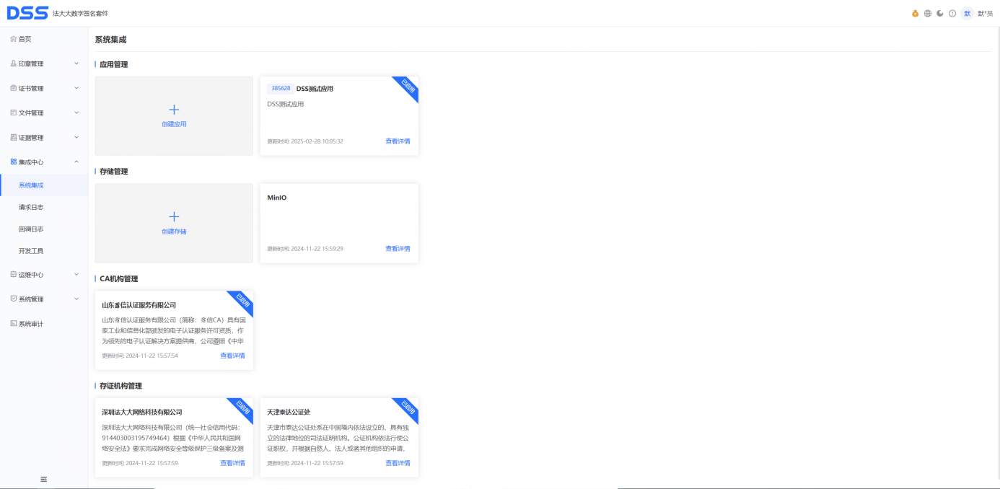 DSS 法大大数字签名套件
默 默*员
首页
印章管理
证书管理
文件管理
证据管理
集成中心
系统集成
请求日志
回调日志
开发工具
运维中心
系统管理
系统审计
系统集成
应用管理
创建应用
385628 DSS测试应用
已启用
DSS测试应用
更新时间: 2025-02-28 10:05:32 查看详情
存储管理
创建存储
MinIO
更新时间: 2024-11-22 15:59:29 查看详情
CA机构管理
山东豸信认证服务有限公司
已启用
山东豸信认证服务有限公司（简称：豸信CA）具有国
家工业和信息化部颁发的电子认证服务许可资质，作
为领先的电子认证解决方案提供商，公司遵照《中华
更新时间: 2024-11-22 15:57:54 查看详情
存证机构管理
深圳法大大网络科技有限公司
已启用
深圳法大大网络科技有限公司（统一社会信用代码：
914403003195749464）根据《中华人民共和国网
络安全法》要求完成网络安全等级保护三级备案及测
更新时间: 2024-11-22 15:57:59 查看详情
天津泰达公证处
已启用
天津市泰达公证处系在中国境内依法设立的、具有独
立的法律地位的司法证明机构。公证机构依法行使公
证职权，并根据自然人、法人或者其他组织的申请，
更新时间: 2024-11-22 15:57:59 查看详情